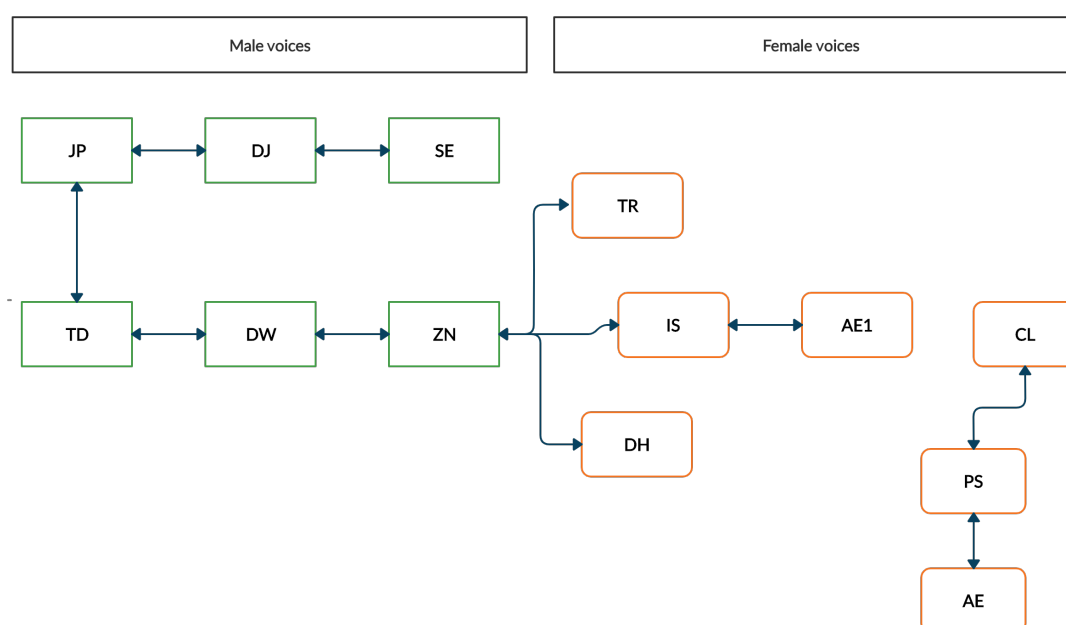 Male voices
Female voices
JP
DJ
SE
TR
TD
DW
ZN
IS
AE1
CL
DH
PS
AE